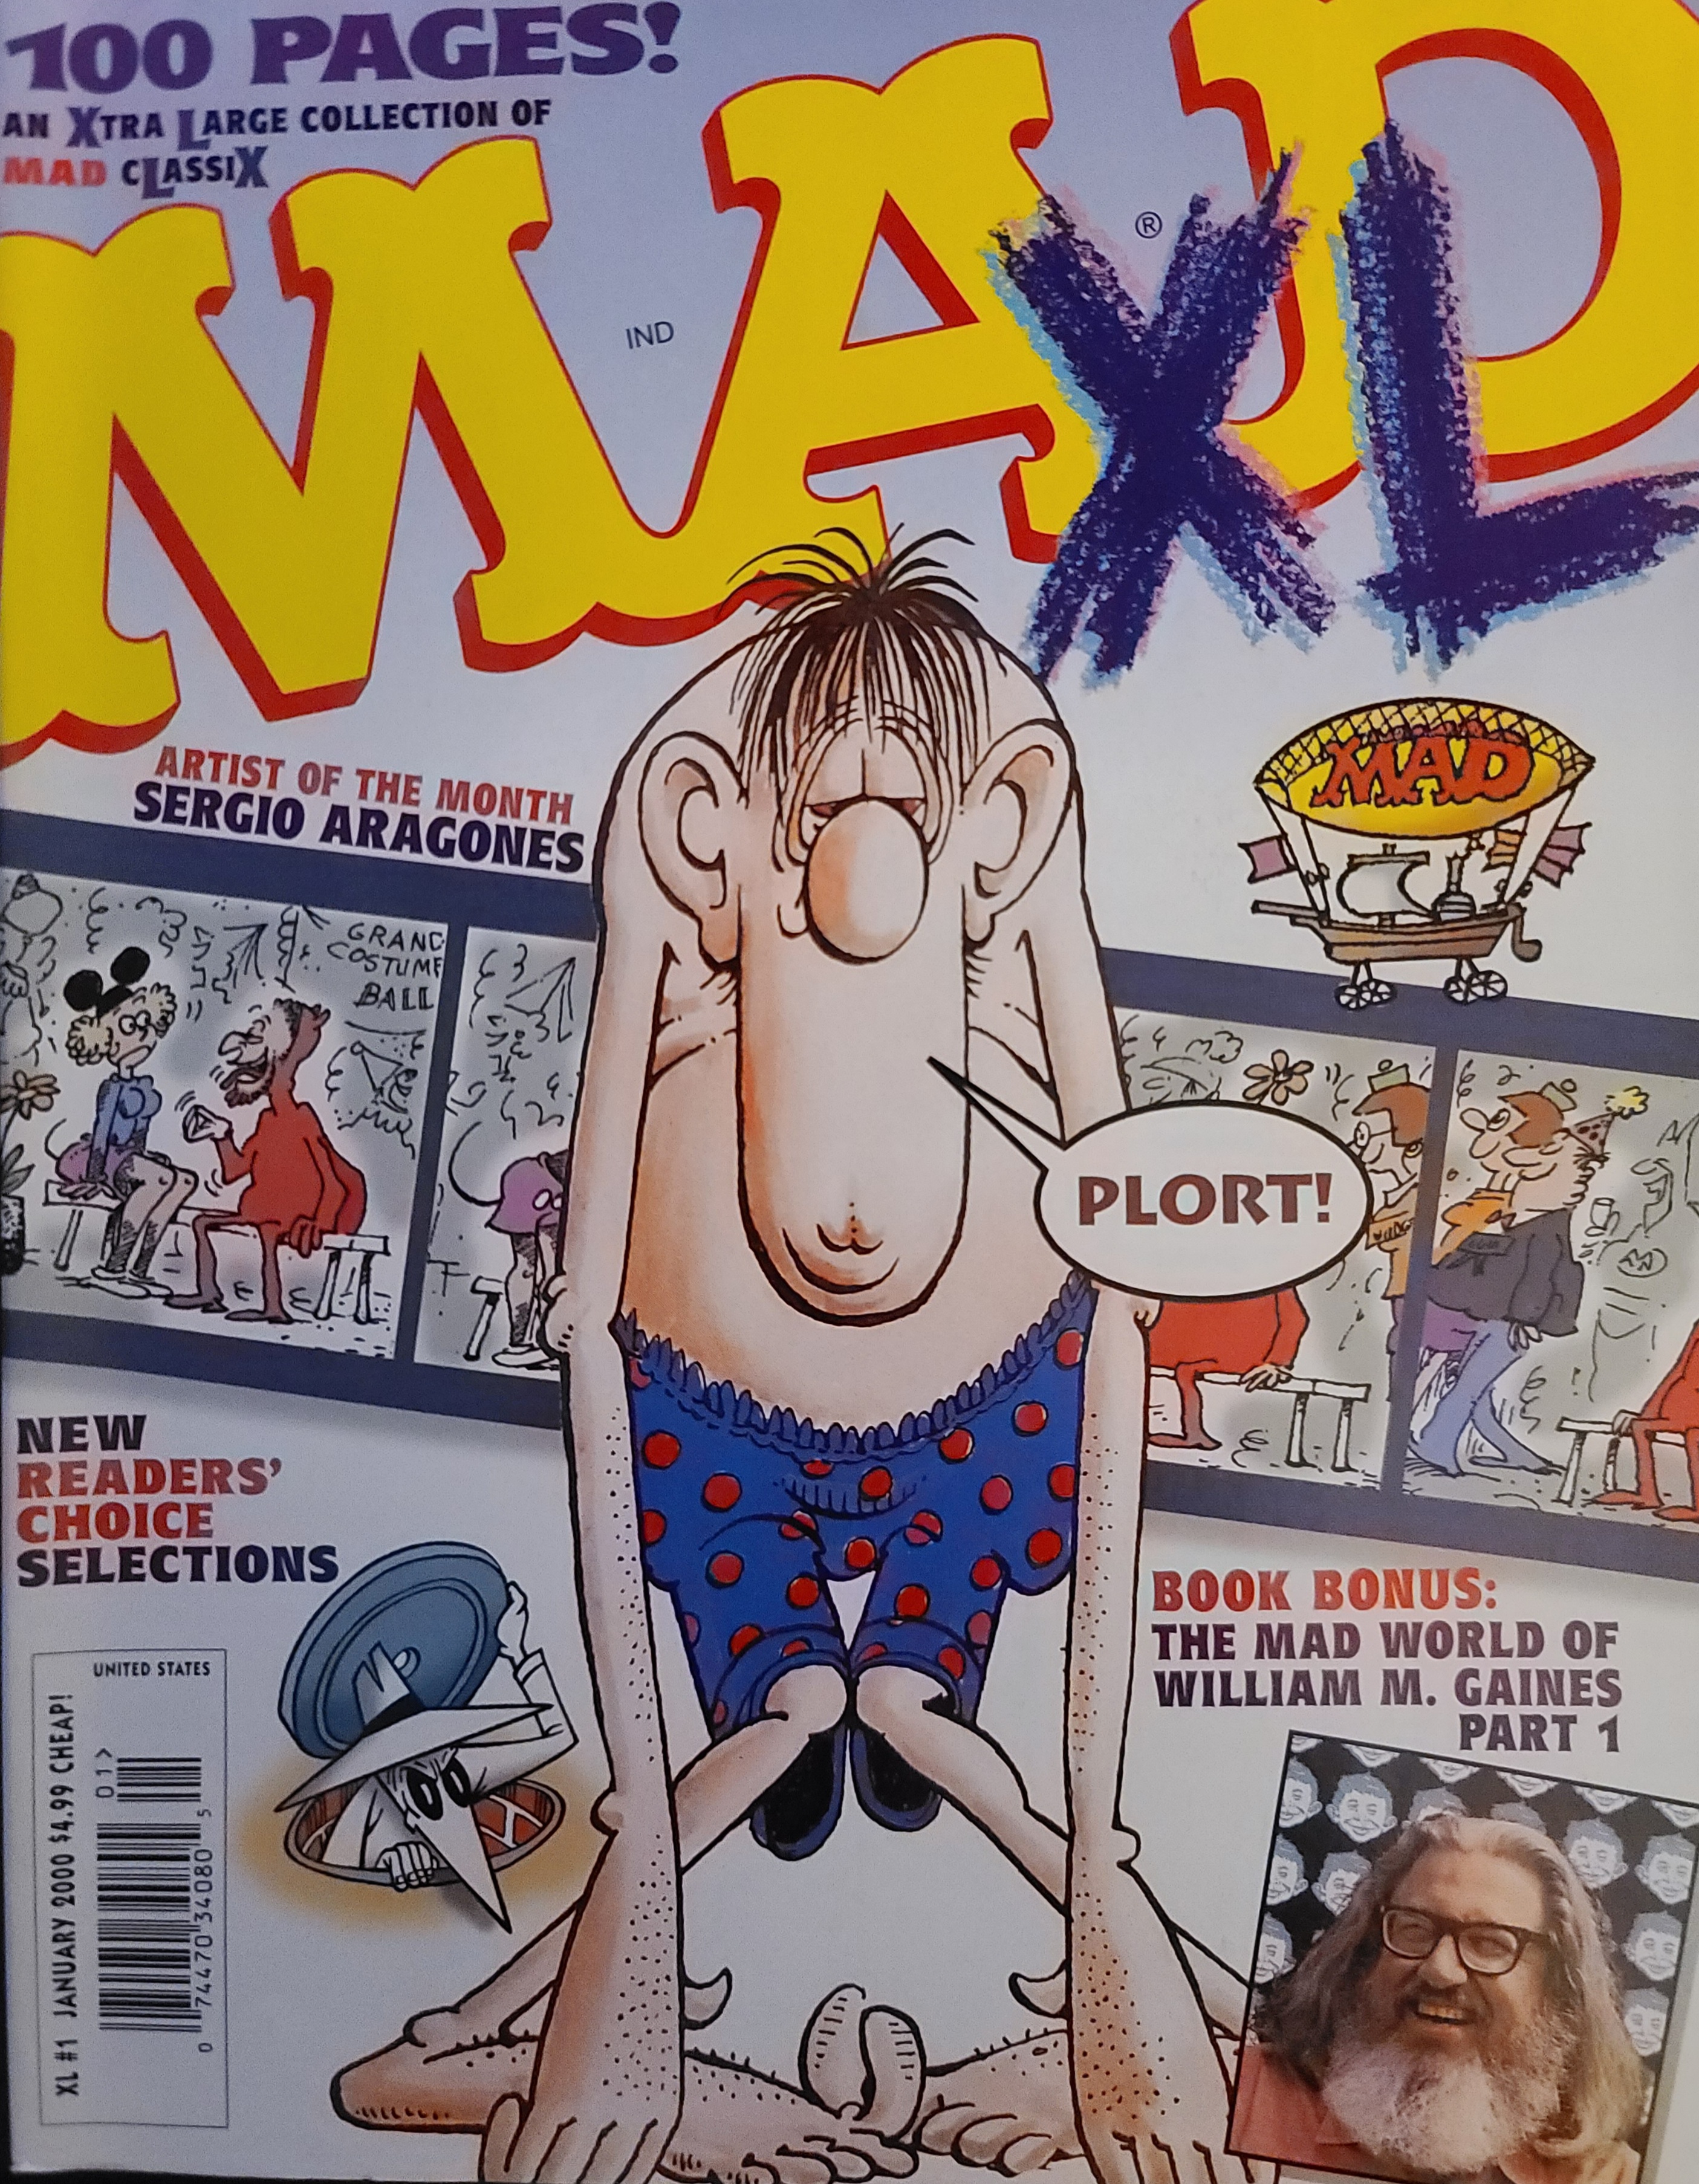 100 PAGES!
AN XTRA LARGE COLLECTION OF
MAD CLASSIX
MAD
®
XL
IND
ARTIST OF THE MONTH
SERGIO ARAGONES
MAD
GRAND
COSTUME
BALL
PLORT!
NEW
READERS’
CHOICE
SELECTIONS
BOOK BONUS:
THE MAD WORLD OF
WILLIAM M. GAINES
PART 1
UNITED STATES
XL #1 JANUARY 2000 $4.99 CHEAP!
01>
0 74470 34080 5